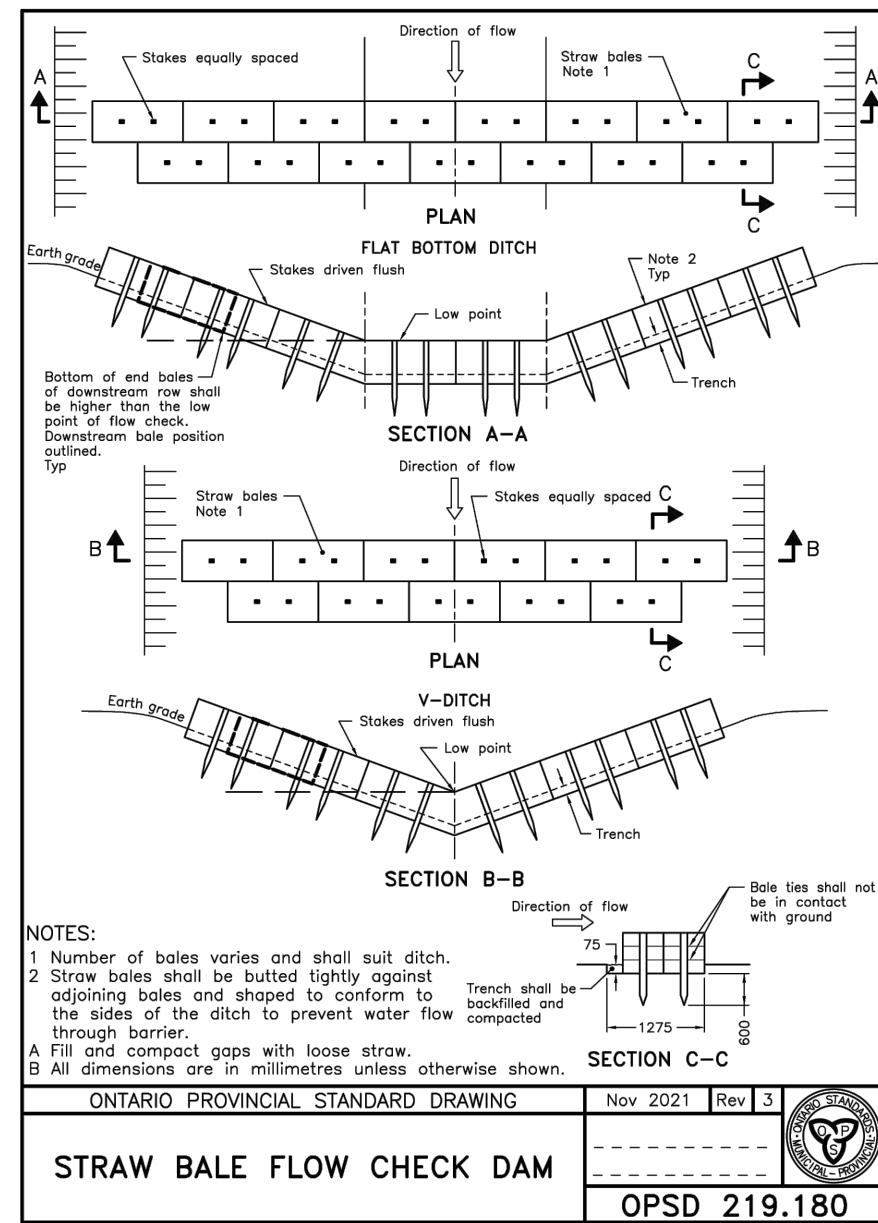 Direction of flow
Stakes equally spaced
Straw bales
Note 1
C
A
A
C
PLAN
FLAT BOTTOM DITCH
Earth grade
Stakes driven flush
Note 2
Typ
Low point
Trench
Bottom of end bales
of downstream row shall
be higher than the low
point of flow check.
Downstream bale position
outlined.
Typ
SECTION A-A
Direction of flow
Straw bales
Note 1
Stakes equally spaced
C
B
B
PLAN
C
V-DITCH
Earth grade
Stakes driven flush
Low point
Trench
SECTION B-B
Direction of flow
Bale ties shall not
be in contact
with ground
75
Trench shall be
backfilled and
compacted
1275
600
SECTION C-C
NOTES:
1 Number of bales varies and shall suit ditch.
2 Straw bales shall be butted tightly against
adjoining bales and shaped to conform to
the sides of the ditch to prevent water flow
through barrier.
A Fill and compact gaps with loose straw.
B All dimensions are in millimetres unless otherwise shown.
ONTARIO PROVINCIAL STANDARD DRAWING
Nov 2021
Rev
3
STRAW BALE FLOW CHECK DAM
OPSD 219.180
ONTARIO STANDARDS
MUNICIPAL-PROVINCIAL
O
P
S